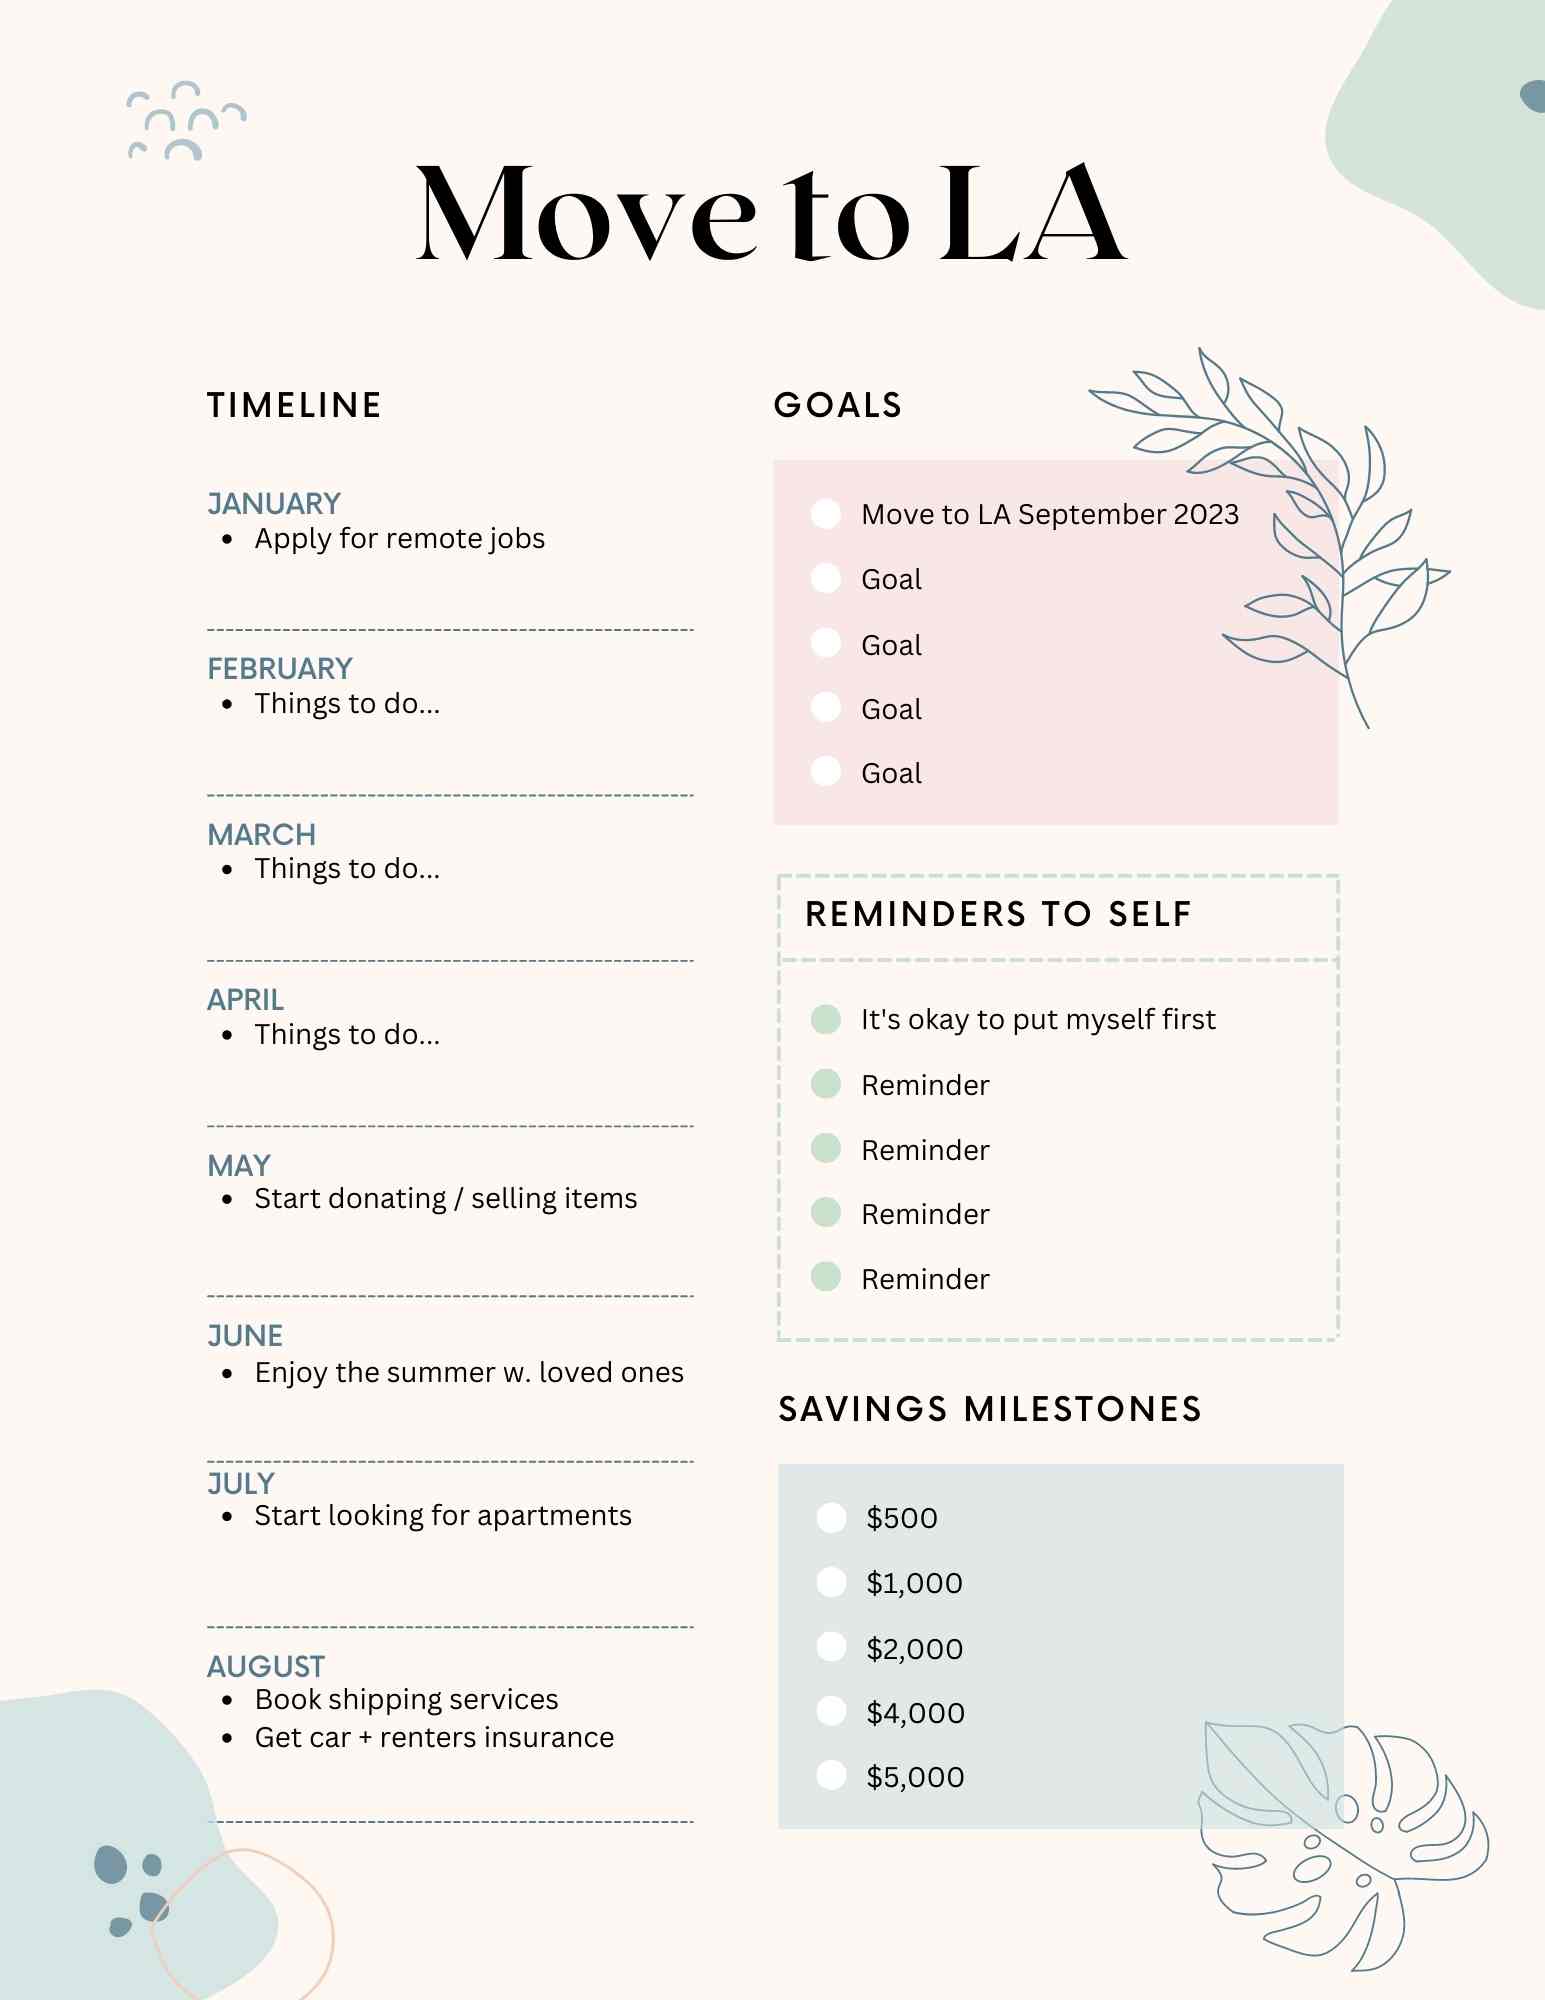 Move to LA
TIMELINE
JANUARY
• Apply for remote jobs
FEBRUARY
• Things to do...
MARCH
• Things to do...
APRIL
• Things to do...
MAY
• Start donating / selling items
JUNE
• Enjoy the summer w. loved ones
JULY
• Start looking for apartments
AUGUST
• Book shipping services
• Get car + renters insurance
GOALS
Move to LA September 2023
Goal
Goal
Goal
Goal
REMINDERS TO SELF
It's okay to put myself first
Reminder
Reminder
Reminder
Reminder
SAVINGS MILESTONES
$500
$1,000
$2,000
$4,000
$5,000